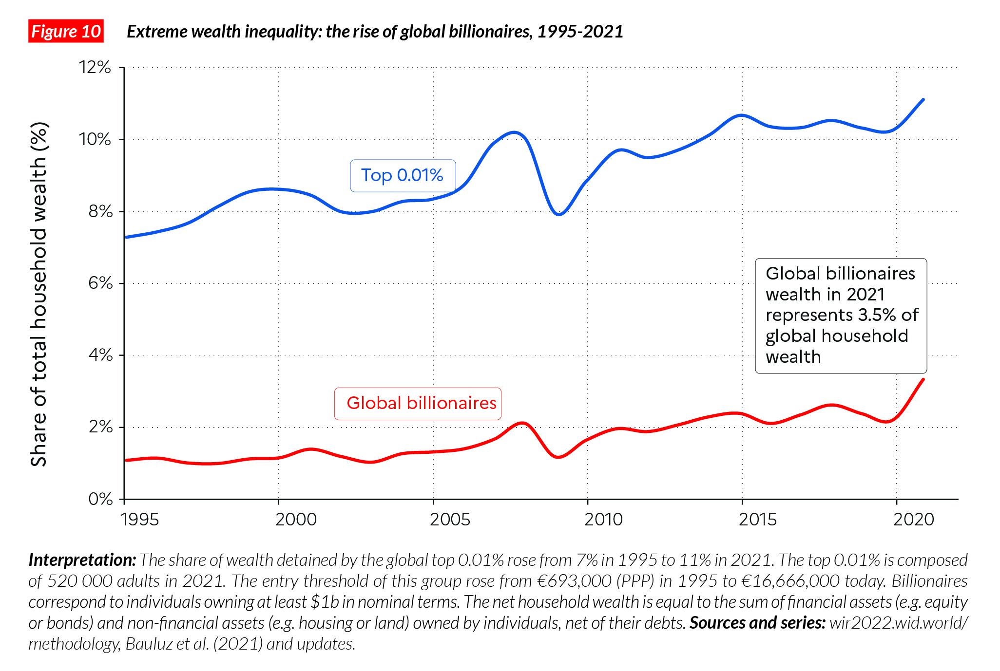 Figure 10 Extreme wealth inequality: the rise of global billionaires, 1995-2021
Share of total household wealth (%)
12%
10%
8%
6%
4%
2%
0%
Top 0.01%
Global billionaires
wealth in 2021
represents 3.5% of
global household
wealth
Global billionaires
1995 2000 2005 2010 2015 2020
Interpretation: The share of wealth detained by the global top 0.01% rose from 7% in 1995 to 11% in 2021. The top 0.01% is composed
of 520 000 adults in 2021. The entry threshold of this group rose from €693,000 (PPP) in 1995 to €16,666,000 today. Billionaires
correspond to individuals owning at least $1b in nominal terms. The net household wealth is equal to the sum of financial assets (e.g. equity
or bonds) and non-financial assets (e.g. housing or land) owned by individuals, net of their debts. Sources and series: wir2022.wid.world/
methodology, Bauluz et al. (2021) and updates.